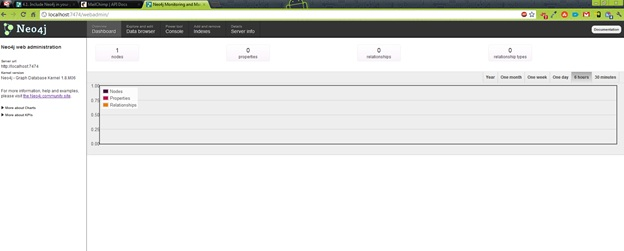 4.2. Include Neo4j in your
MailChimp | API Docu
Neo4j Monitoring and Ma
localhost:7474/webadmin/
Neo4j
Overview
Dashboard
Explore and edit
Data browser
Power tool
Console
Add and remove
Indexes
Details
Server info
Documentation
Neo4j web administration
Server url
http://localhost:7474
Kernel version
Neo4j - Graph Database Kernel 1.6.M05
For more information, help and examples,
please visit the Neo4j community site.
More about Charts
More about KPIs
1
nodes
0
properties
0
relationships
0
relationship types
Year
One month
One week
One day
6 hours
30 minutes
1.00
0.75
0.50
0.25
0.00
Nodes
Properties
Relationships